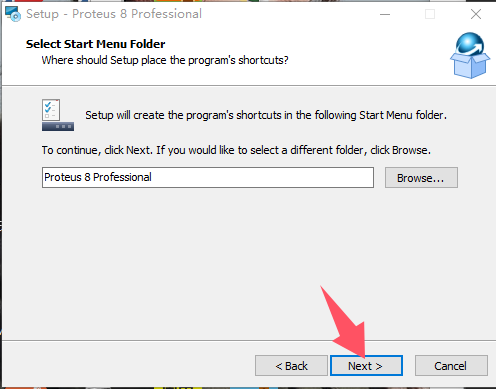 Setup - Proteus 8 Professional
Select Start Menu Folder
Where should Setup place the program's shortcuts?
Setup will create the program's shortcuts in the following Start Menu folder.
To continue, click Next. If you would like to select a different folder, click Browse.
Proteus 8 Professional
Browse...
< Back
Next >
Cancel